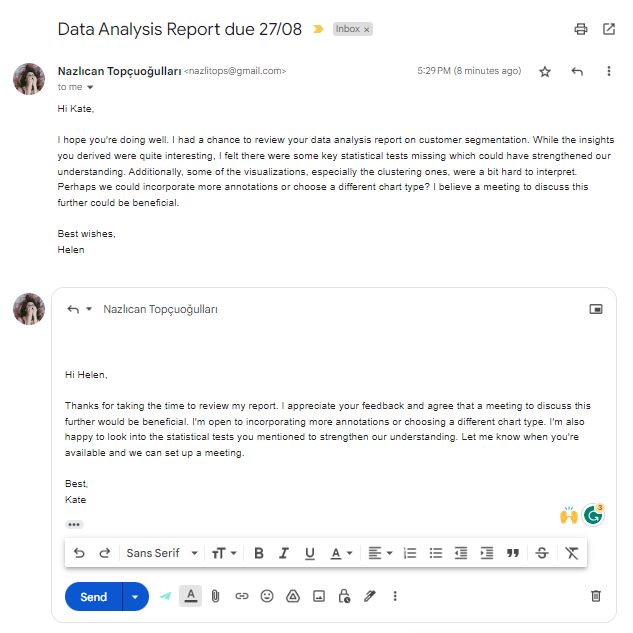 Data Analysis Report due 27/08 Inbox x
Nazlıcan Topçuoğulları <nazlitops@gmail.com> 5:29 PM (8 minutes ago)
to me
Hi Kate,
I hope you're doing well. I had a chance to review your data analysis report on customer segmentation. While the insights
you derived were quite interesting, I felt there were some key statistical tests missing which could have strengthened our
understanding. Additionally, some of the visualizations, especially the clustering ones, were a bit hard to interpret.
Perhaps we could incorporate more annotations or choose a different chart type? I believe a meeting to discuss this
further could be beneficial.
Best wishes,
Helen
Nazlıcan Topçuoğulları
Hi Helen,
Thanks for taking the time to review my report. I appreciate your feedback and agree that a meeting to discuss this
further would be beneficial. I'm open to incorporating more annotations or choosing a different chart type. I'm also
happy to look into the statistical tests you mentioned to strengthen our understanding. Let me know when you're
available and we can set up a meeting.
Best,
Kate
3
Sans Serif TT B I U A S
Send A